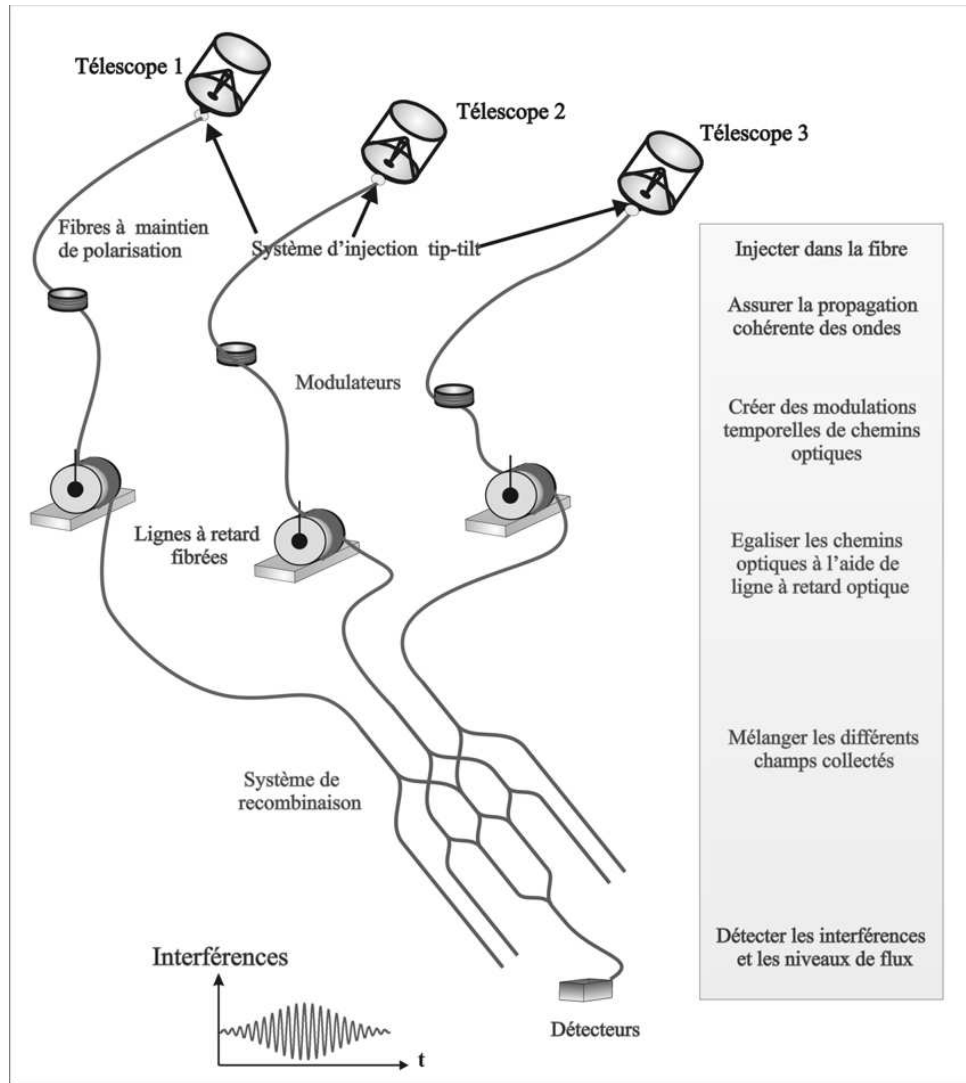 Télescope 1
Télescope 2
Télescope 3
Fibres à maintien
de polarisation
Système d'injection tip-tilt
Modulateurs
Lignes à retard
fibrées
Système de
recombinaison
Interférences
t
Détecteurs
Injecter dans la fibre
Assurer la propagation
cohérente des ondes
Créer des modulations
temporelles de chemins
optiques
Egaliser les chemins
optiques à l'aide de
ligne à retard optique
Mélanger les différents
champs collectés
Détecter les interférences
et les niveaux de flux